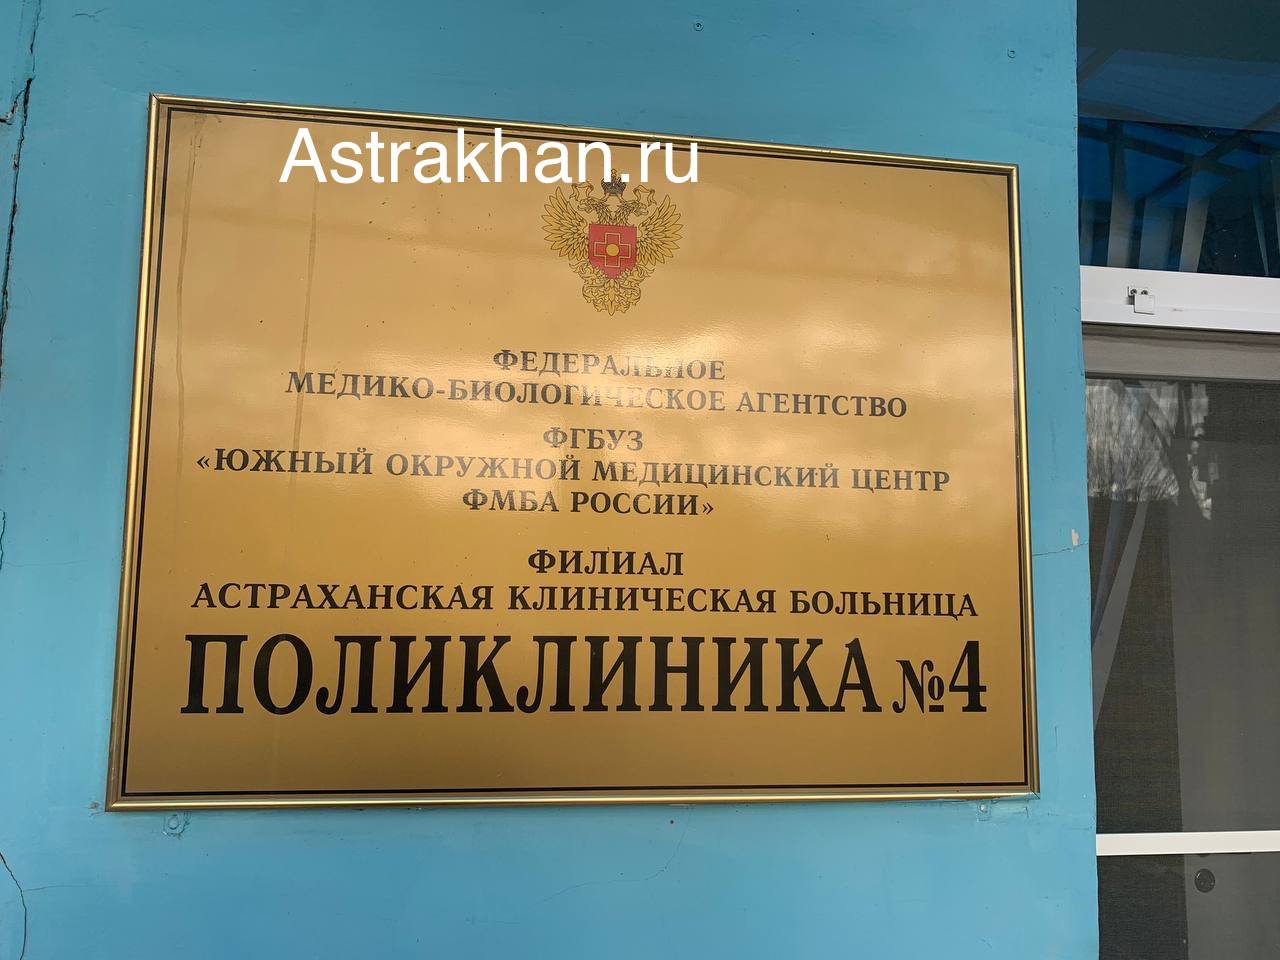 Astrakhan.ru
ФЕДЕРАЛЬНОЕ
МЕДИКО-БИОЛОГИЧЕСКОЕ АГЕНТСТВО
ФГБУЗ
«ЮЖНЫЙ ОКРУЖНОЙ МЕДИЦИНСКИЙ ЦЕНТР
ФМБА РОССИИ»
ФИЛИАЛ
АСТРАХАНСКАЯ КЛИНИЧЕСКАЯ БОЛЬНИЦА
ПОЛИКЛИНИКА №4